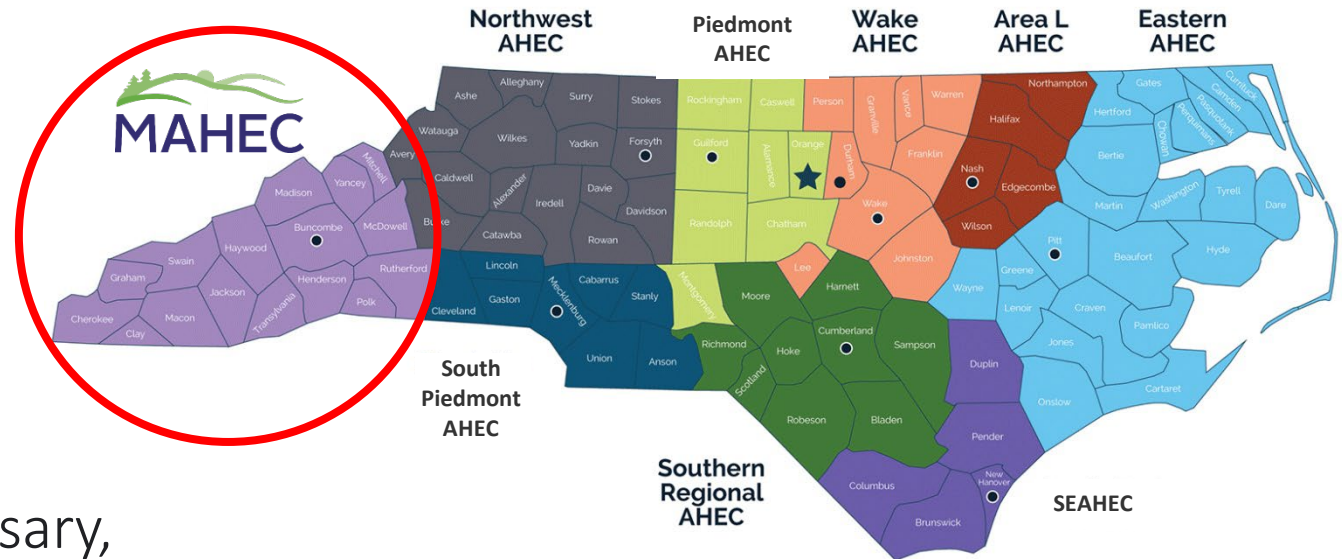 Northwest
AHEC
Piedmont
AHEC
Wake
AHEC
Area L
AHEC
Eastern
AHEC
MAHEC
Ashe
Alleghany
Surry
Stokes
Rockingham
Caswell
Person
Granville
Vance
Warren
Northampton
Gates
Currituck
Camden
Pasquotank
Perquimans
Hertford
Chowan
Halifax
Watauga
Wilkes
Yadkin
Forsyth
Guilford
Alamance
Orange
Durham
Franklin
Nash
Bertie
Avery
Mitchell
Yancey
Madison
Caldwell
Alexander
Iredell
Davie
Davidson
Randolph
Chatham
Wake
Edgecombe
Wilson
Martin
Washington
Tyrell
Dare
Buncombe
McDowell
Burke
Catawba
Rowan
Haywood
Swain
Graham
Cherokee
Clay
Macon
Jackson
Transylvania
Henderson
Polk
Rutherford
Cleveland
Lincoln
Gaston
Mecklenburg
Cabarrus
Stanly
Union
Anson
Montgomery
Moore
Lee
Harnett
Johnston
Wayne
Greene
Pitt
Beaufort
Hyde
Lenoir
Craven
Pamlico
Jones
Cartaret
Onslow
Richmond
Scotland
Hoke
Cumberland
Sampson
Duplin
Robeson
Bladen
Pender
Columbus
Brunswick
New
Hanover
South
Piedmont
AHEC
Southern
Regional
AHEC
SEAHEC
sary,